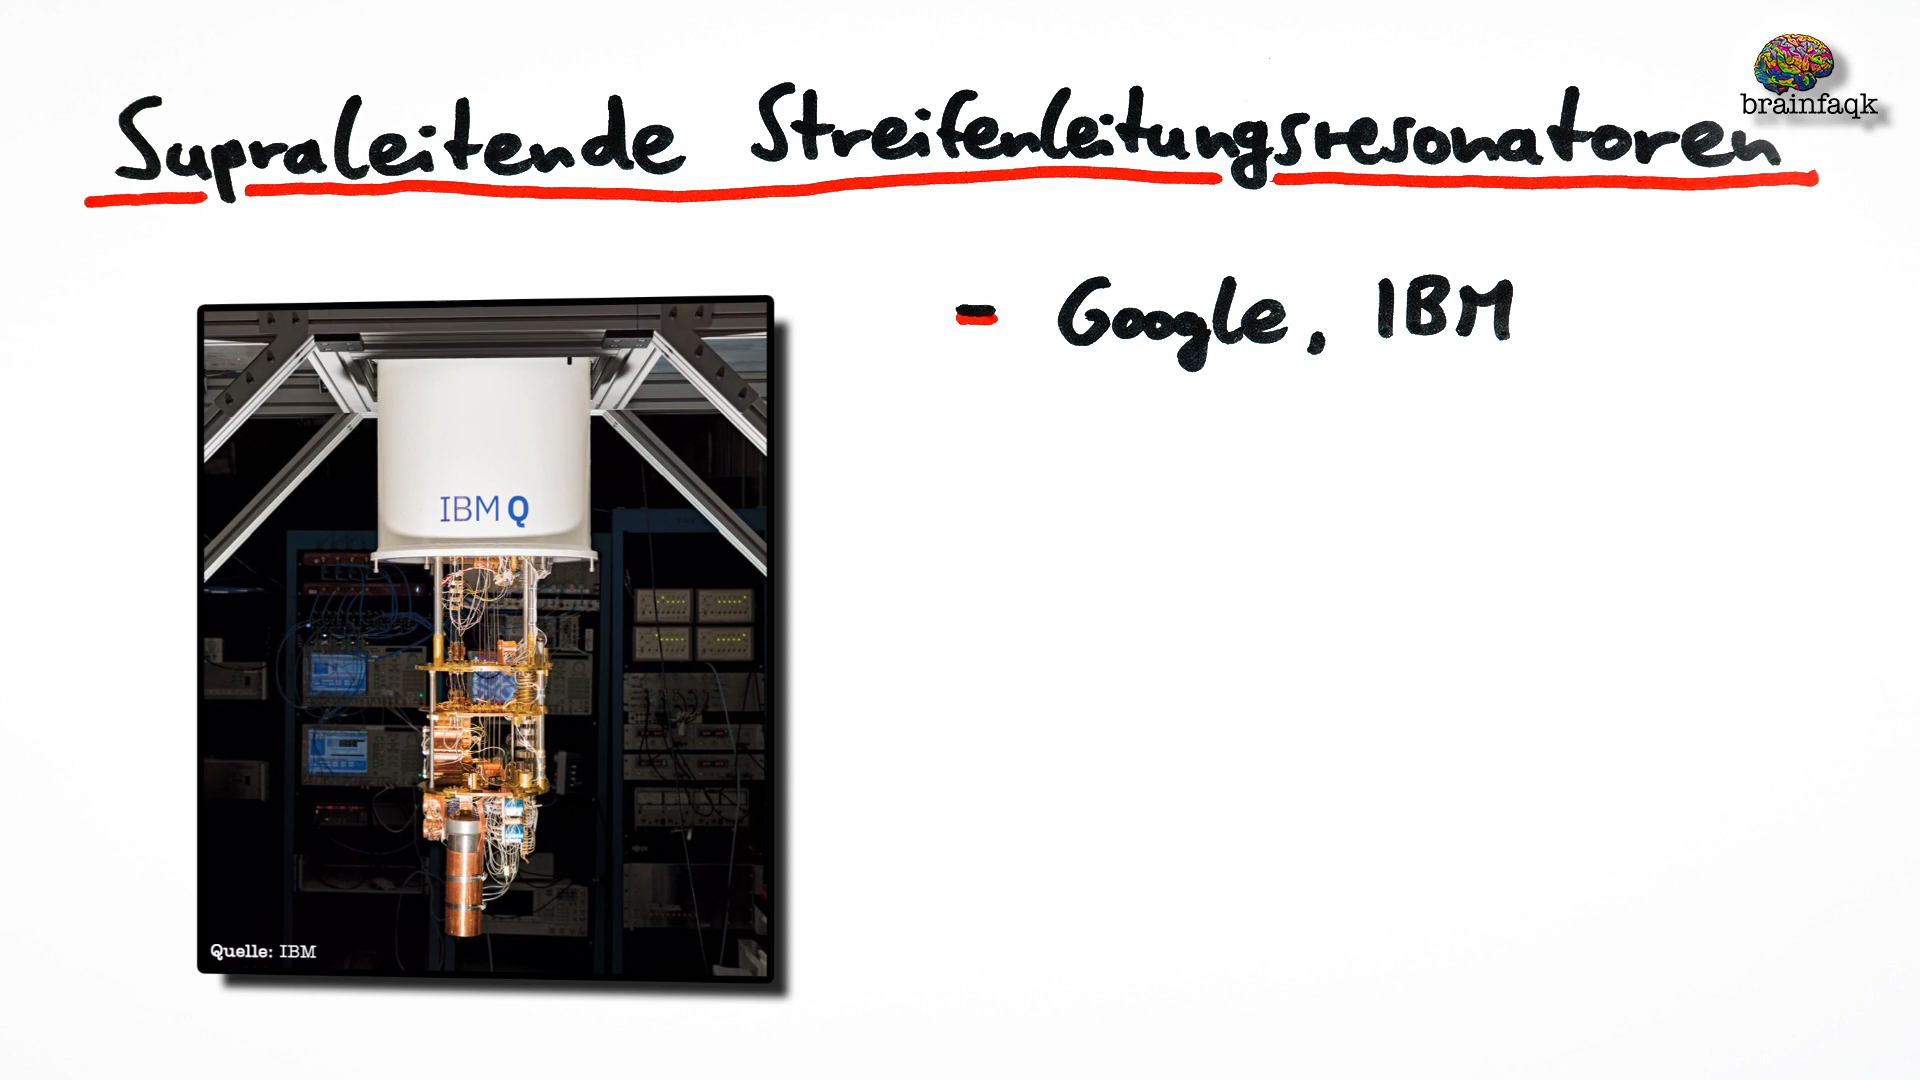 brainfaqk
Supraleitende Streifenleitungsresonatoren
- Google, IBM
IBM Q
Quelle: IBM